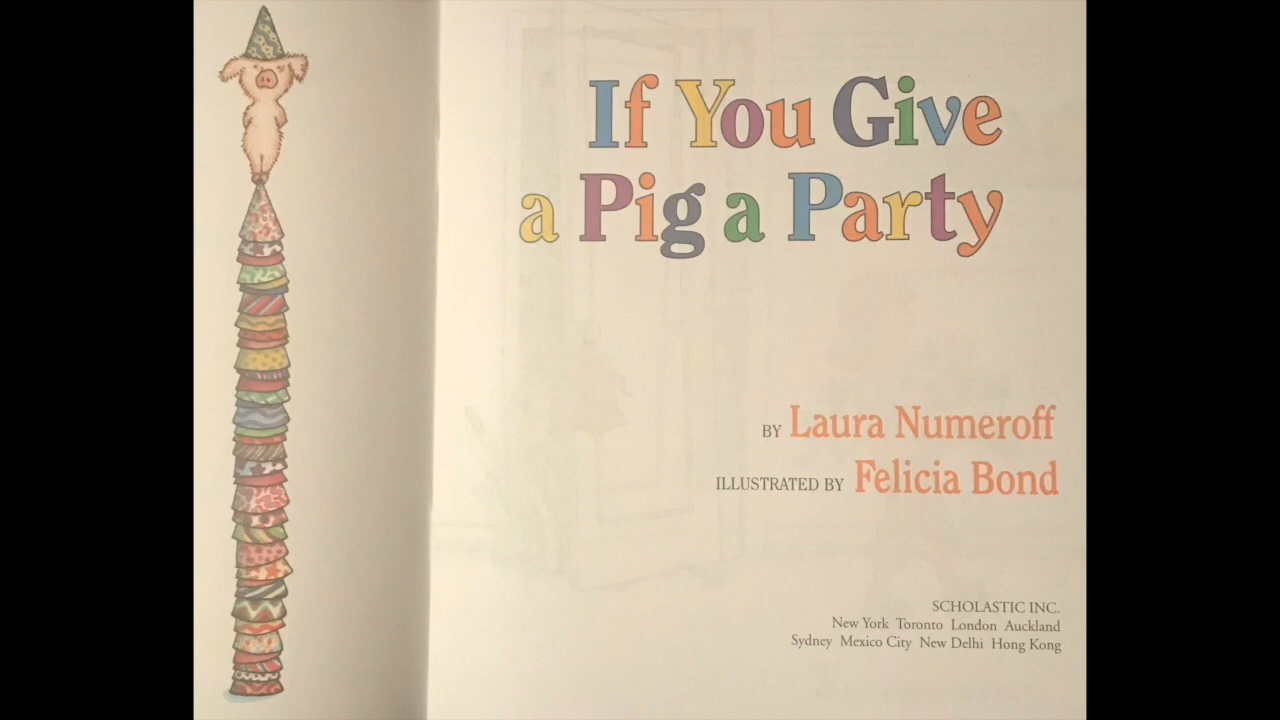 If You Give
a Pig a Party
BY Laura Numeroff
ILLUSTRATED BY Felicia Bond
SCHOLASTIC INC.
New York Toronto London Auckland
Sydney Mexico City New Delhi Hong Kong